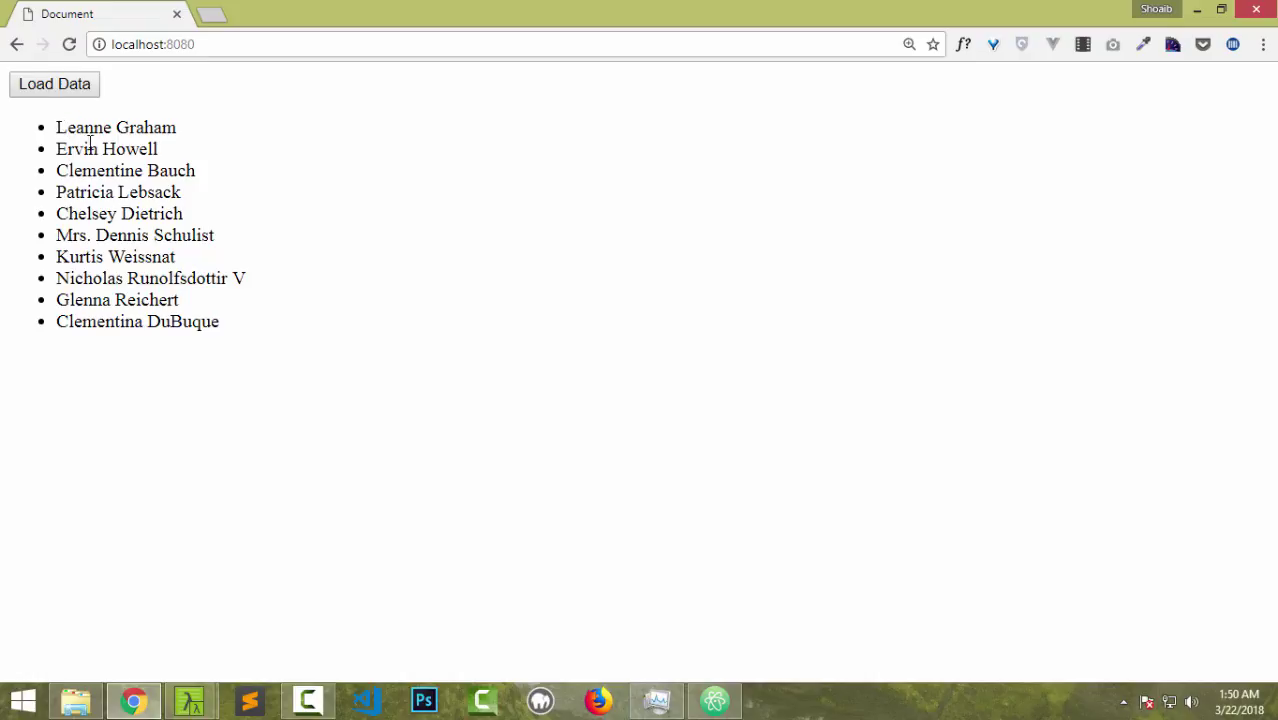 Document
Shoaib
localhost:8080
f?
Load Data
Leanne Graham
Ervin Howell
Clementine Bauch
Patricia Lebsack
Chelsey Dietrich
Mrs. Dennis Schulist
Kurtis Weissnat
Nicholas Runolfsdottir V
Glenna Reichert
Clementina DuBuque
Ps
1:50 AM
3/22/2018